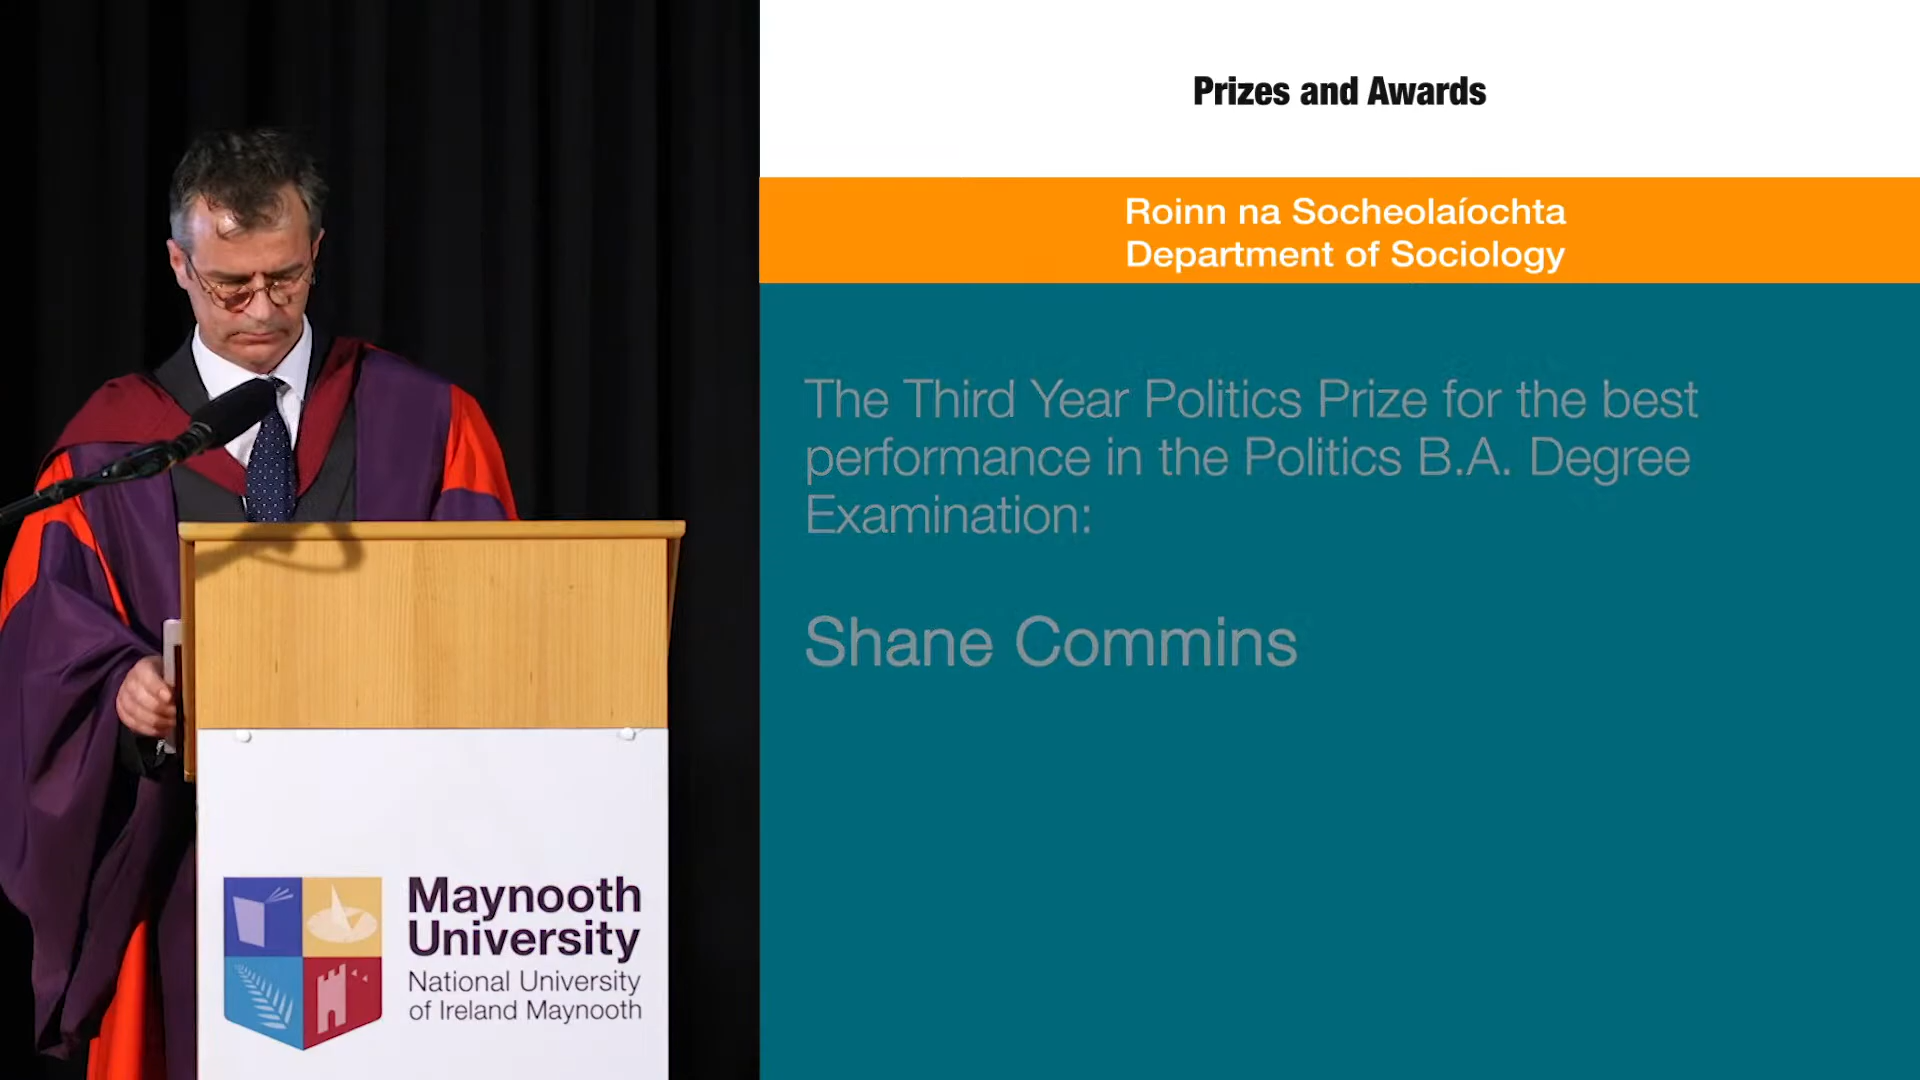 Prizes and Awards
Roinn na Socheolaíochta
Department of Sociology
The Third Year Politics Prize for the best
performance in the Politics B.A. Degree
Examination:
Shane Commins
Maynooth
University
National University
of Ireland Maynooth